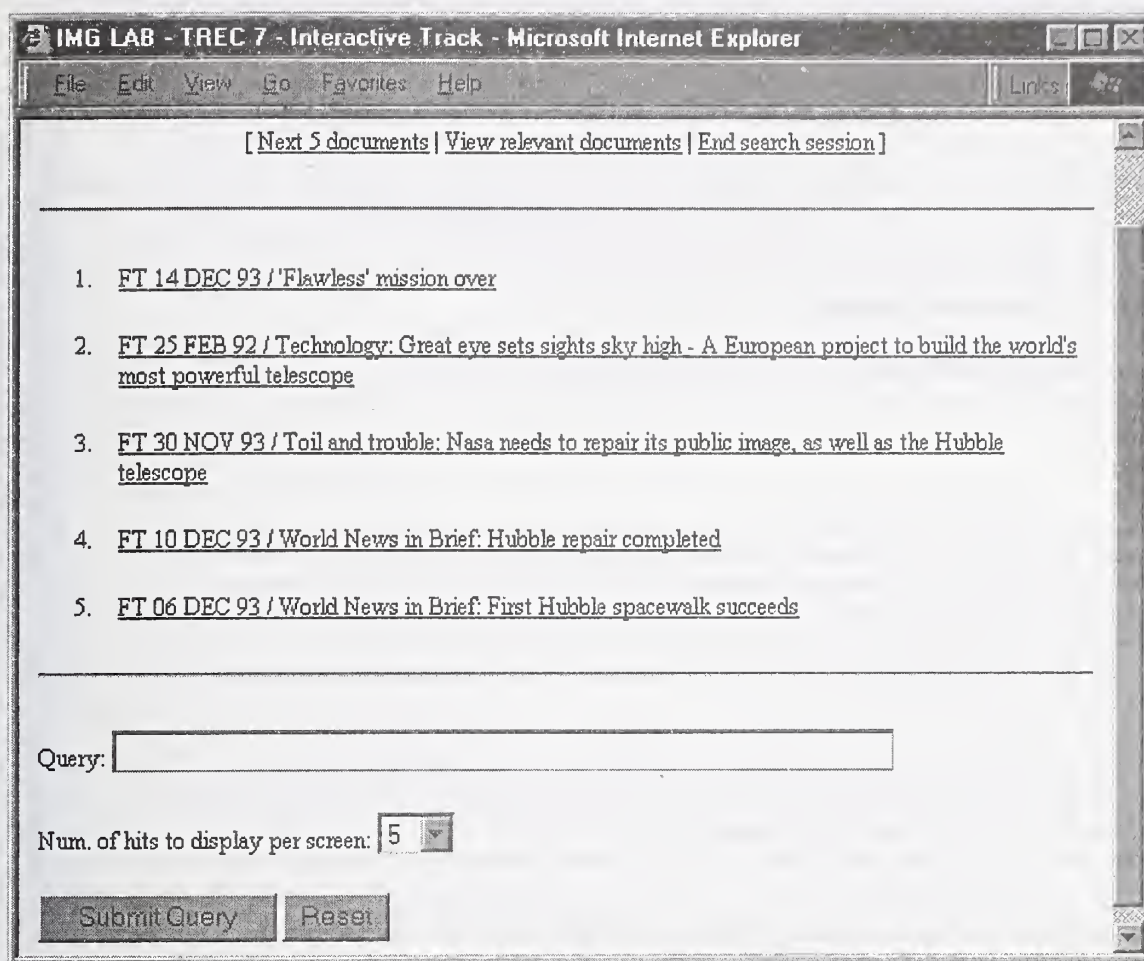 IMG LAB - TREC 7 - Interactive Track - Microsoft Internet Explorer
File Edit View Go Favorites Help Links
[ Next 5 documents | View relevant documents | End search session ]
1. FT 14 DEC 93 / 'Flawless' mission over
2. FT 25 FEB 92 / Technology: Great eye sets sights sky high - A European project to build the world's
most powerful telescope
3. FT 30 NOV 93 / Toil and trouble: Nasa needs to repair its public image, as well as the Hubble
telescope
4. FT 10 DEC 93 / World News in Brief: Hubble repair completed
5. FT 06 DEC 93 / World News in Brief: First Hubble spacewalk succeeds
Query:
Num. of hits to display per screen: 5
Submit Query Reset